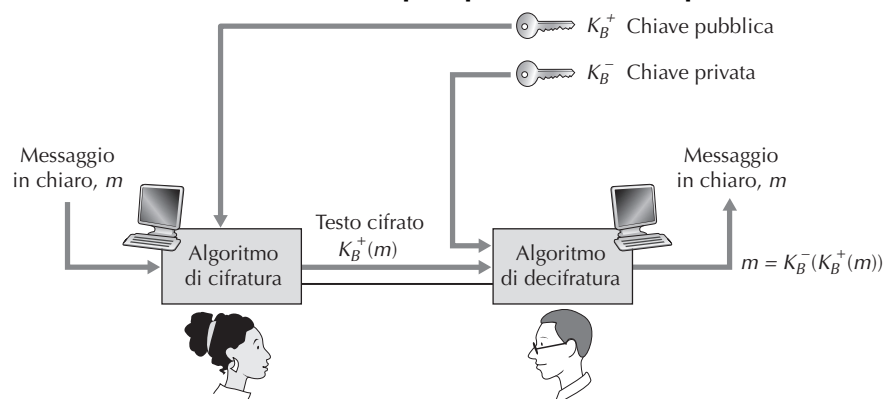 K_B^+ Chiave pubblica
K_B^- Chiave privata
Messaggio
in chiaro, m
Messaggio
in chiaro, m
Testo cifrato
K_B^+(m)
Algoritmo
di cifratura
Algoritmo
di decifratura
m = K_B^-(K_B^+(m))